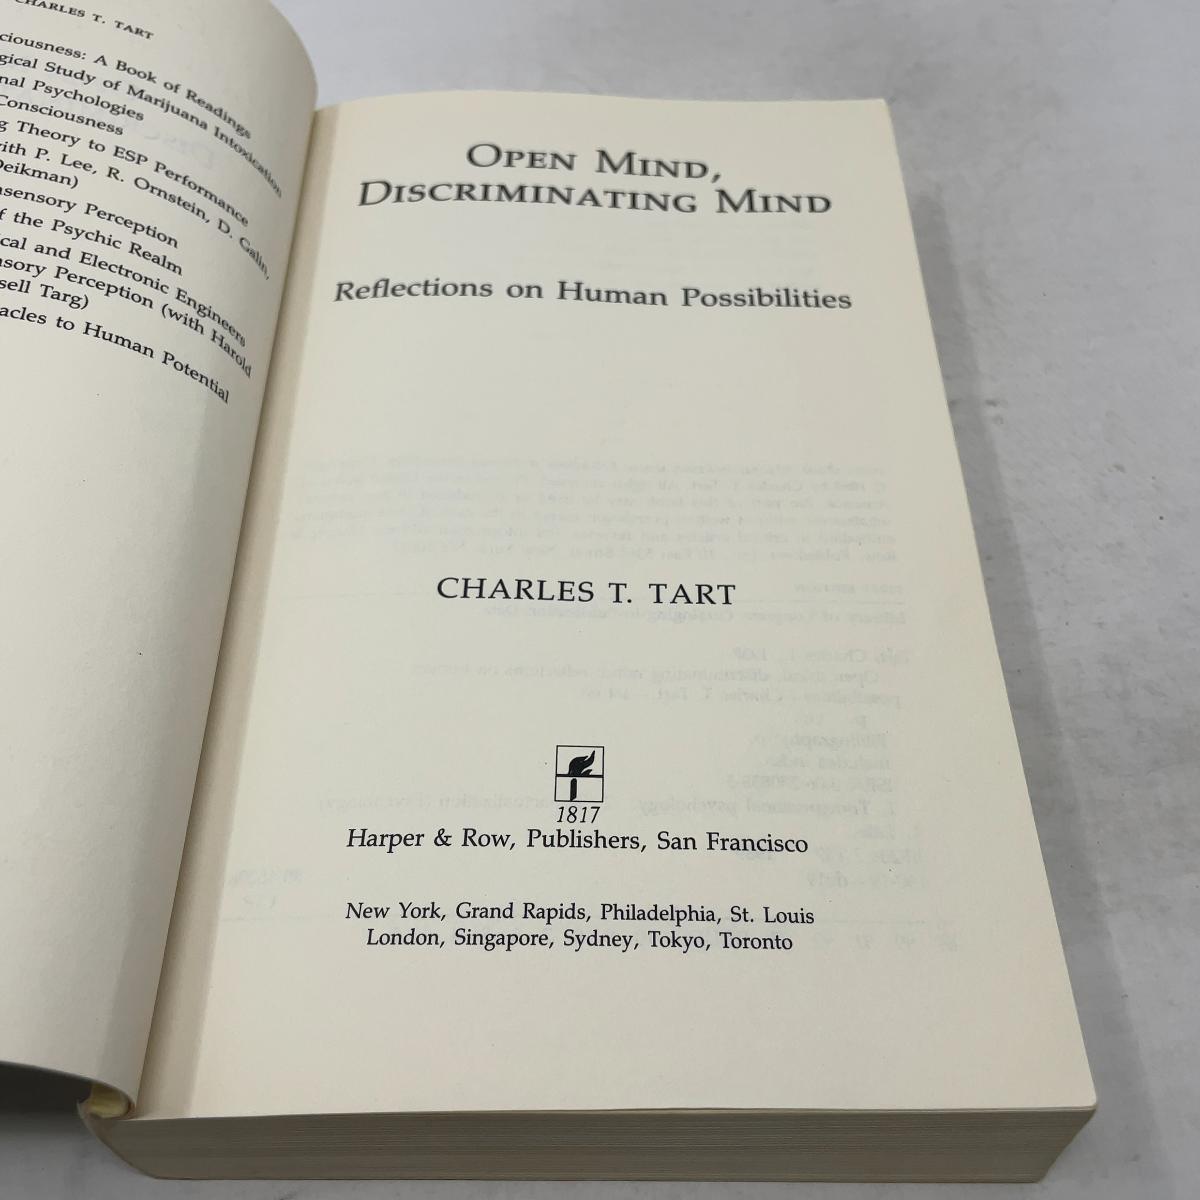 CHARLES T. TART
ciousness: A Book of Readings
gical Study of Marijuana Intoxication
nal Psychologies
Consciousness
g Theory to ESP Performance
ith P. Lee, R. Ornstein, D. Galin,
Deikman)
nsensory Perception
f the Psychic Realm
cal and Electronic Engineers
nsory Perception (with Harold
sell Targ)
acles to Human Potential
OPEN MIND,
DISCRIMINATING MIND
Reflections on Human Possibilities
CHARLES T. TART
1817
Harper & Row, Publishers, San Francisco
New York, Grand Rapids, Philadelphia, St. Louis
London, Singapore, Sydney, Tokyo, Toronto